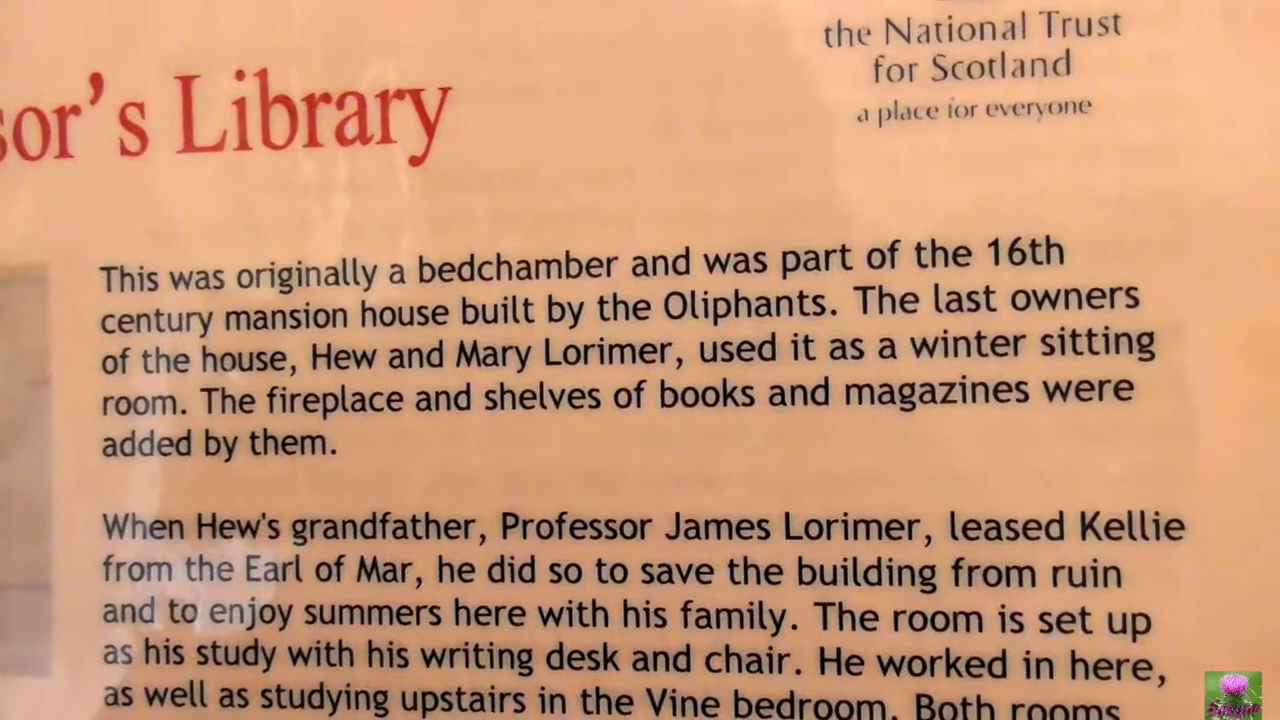 the National Trust
for Scotland
a place for everyone
sor's Library
This was originally a bedchamber and was part of the 16th
century mansion house built by the Oliphants. The last owners
of the house, Hew and Mary Lorimer, used it as a winter sitting
room. The fireplace and shelves of books and magazines were
added by them.
When Hew's grandfather, Professor James Lorimer, leased Kellie
from the Earl of Mar, he did so to save the building from ruin
and to enjoy summers here with his family. The room is set up
as his study with his writing desk and chair. He worked in here,
as well as studying upstairs in the Vine bedroom. Both rooms